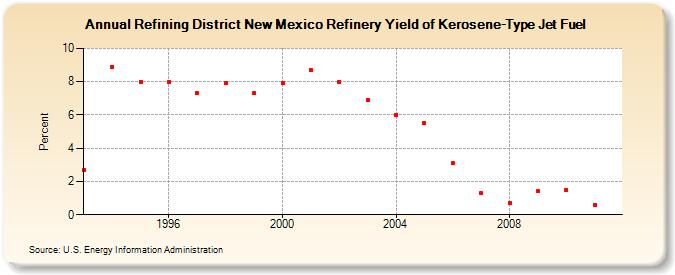 Annual Refining District New Mexico Refinery Yield of Kerosene-Type Jet Fuel
Percent
10
8
6
4
2
0
1996 2000 2004 2008
Source: U.S. Energy Information Administration